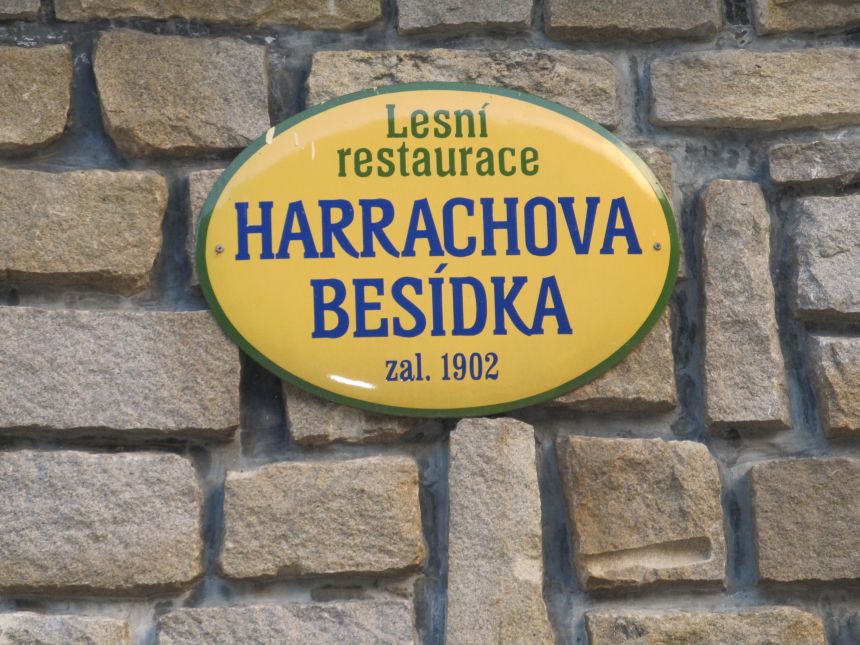 Lesní
restaurace
HARRACHOVA
BESÍDKA
zal. 1902